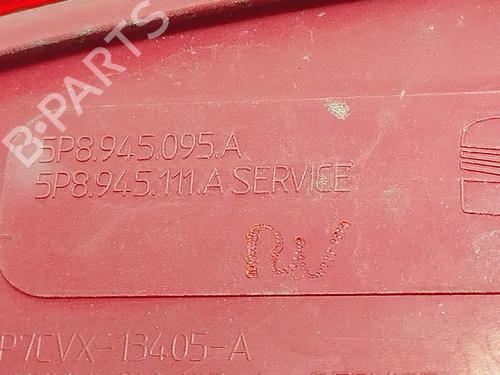 B-PARTS
5P8.945.095.A
5P8.945.111.A SERVICE
P7CVX-13405-A